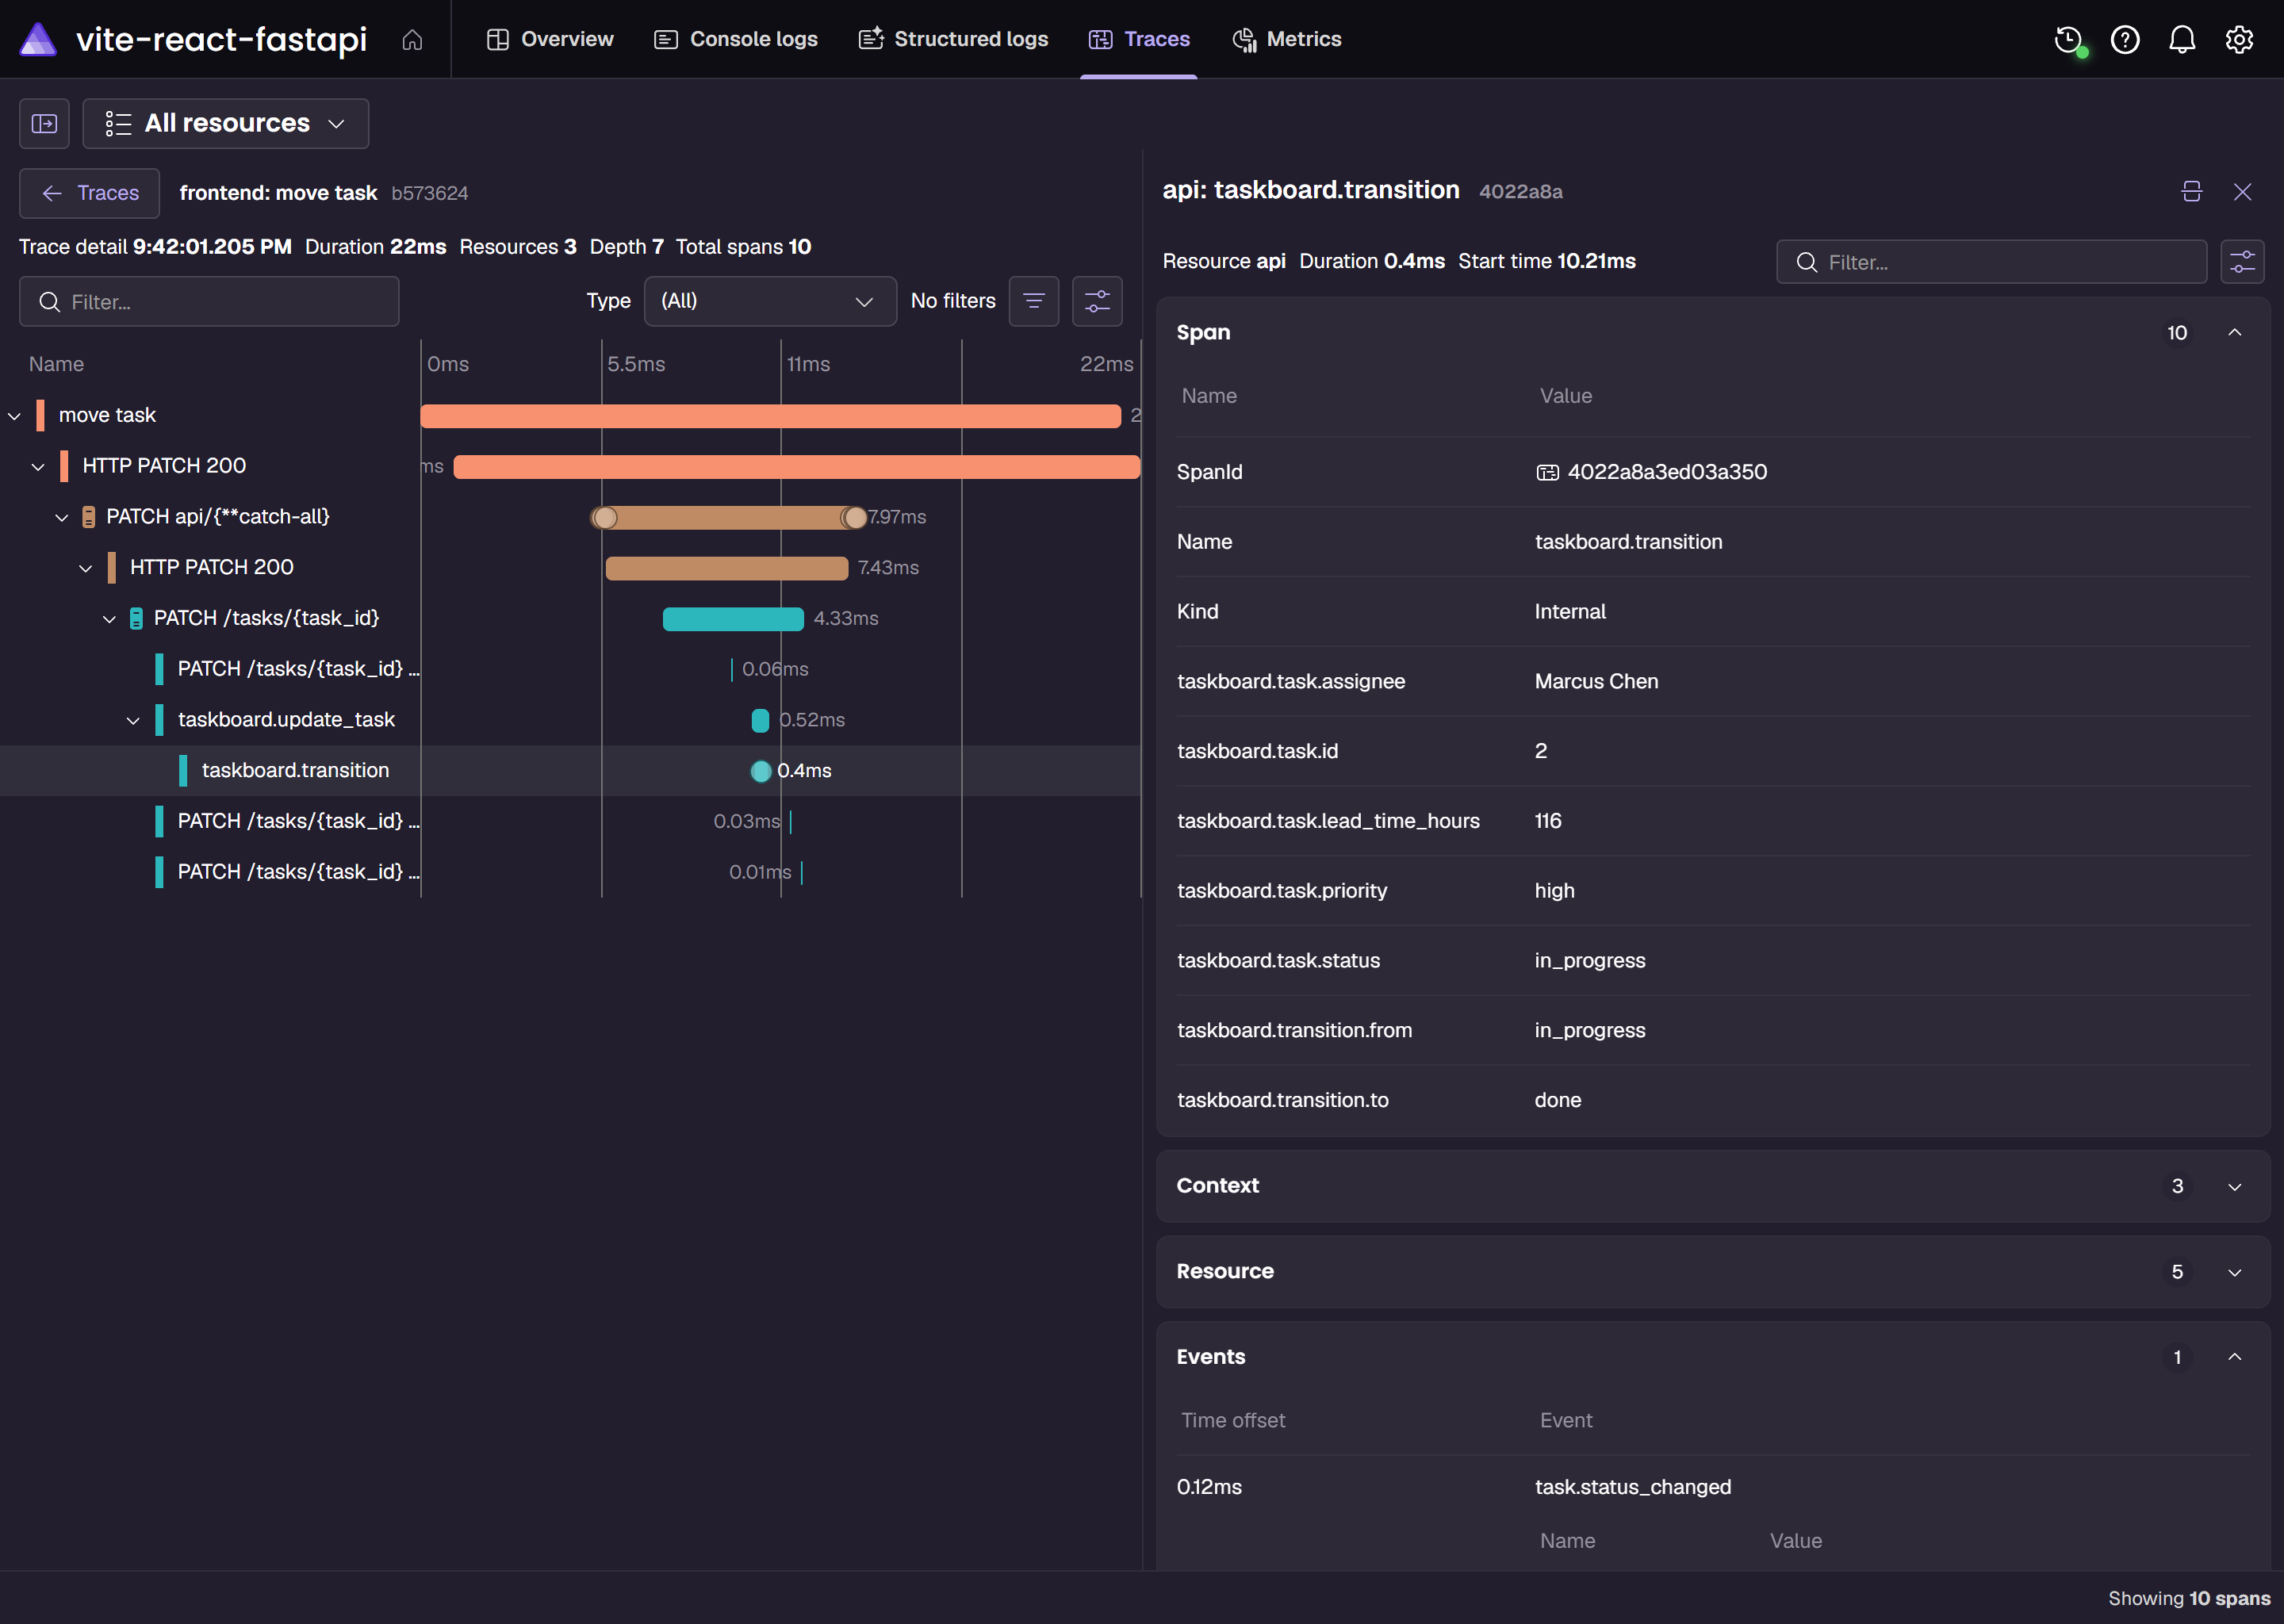 vite-react-fastapi
Overview
Console logs
Structured logs
Traces
Metrics
All resources
Traces
frontend: move task b573624
Trace detail 9:42:01.205 PM Duration 22ms Resources 3 Depth 7 Total spans 10
Filter...
Type
(All)
No filters
Name
0ms
5.5ms
11ms
22ms
move task
2
HTTP PATCH 200
ms
PATCH api/{**catch-all}
7.97ms
HTTP PATCH 200
7.43ms
PATCH /tasks/{task_id}
4.33ms
PATCH /tasks/{task_id} ...
0.06ms
taskboard.update_task
0.52ms
taskboard.transition
0.4ms
PATCH /tasks/{task_id} ...
0.03ms
PATCH /tasks/{task_id} ...
0.01ms
api: taskboard.transition 4022a8a
Resource api Duration 0.4ms Start time 10.21ms
Filter...
Span
10
Name
Value
SpanId
4022a8a3ed03a350
Name
taskboard.transition
Kind
Internal
taskboard.task.assignee
Marcus Chen
taskboard.task.id
2
taskboard.task.lead_time_hours
116
taskboard.task.priority
high
taskboard.task.status
in_progress
taskboard.transition.from
in_progress
taskboard.transition.to
done
Context
3
Resource
5
Events
1
Time offset
Event
0.12ms
task.status_changed
Name
Value
Showing 10 spans